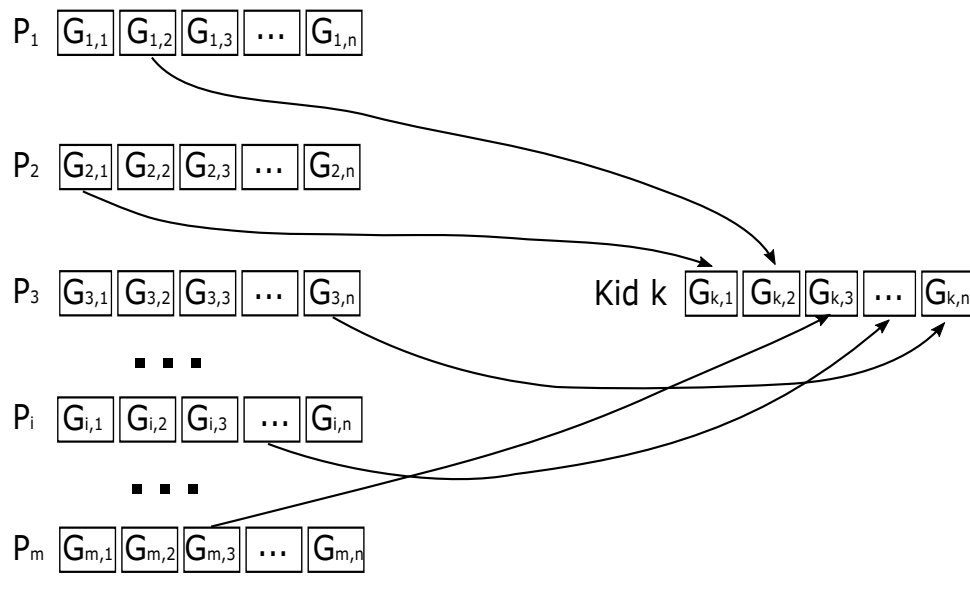 P1 G1,1 G1,2 G1,3 ... G1,n
P2 G2,1 G2,2 G2,3 ... G2,n
P3 G3,1 G3,2 G3,3 ... G3,n
Kid k Gk,1 Gk,2 Gk,3 ... Gk,n
...
Pi Gi,1 Gi,2 Gi,3 ... Gi,n
...
Pm Gm,1 Gm,2 Gm,3 ... Gm,n